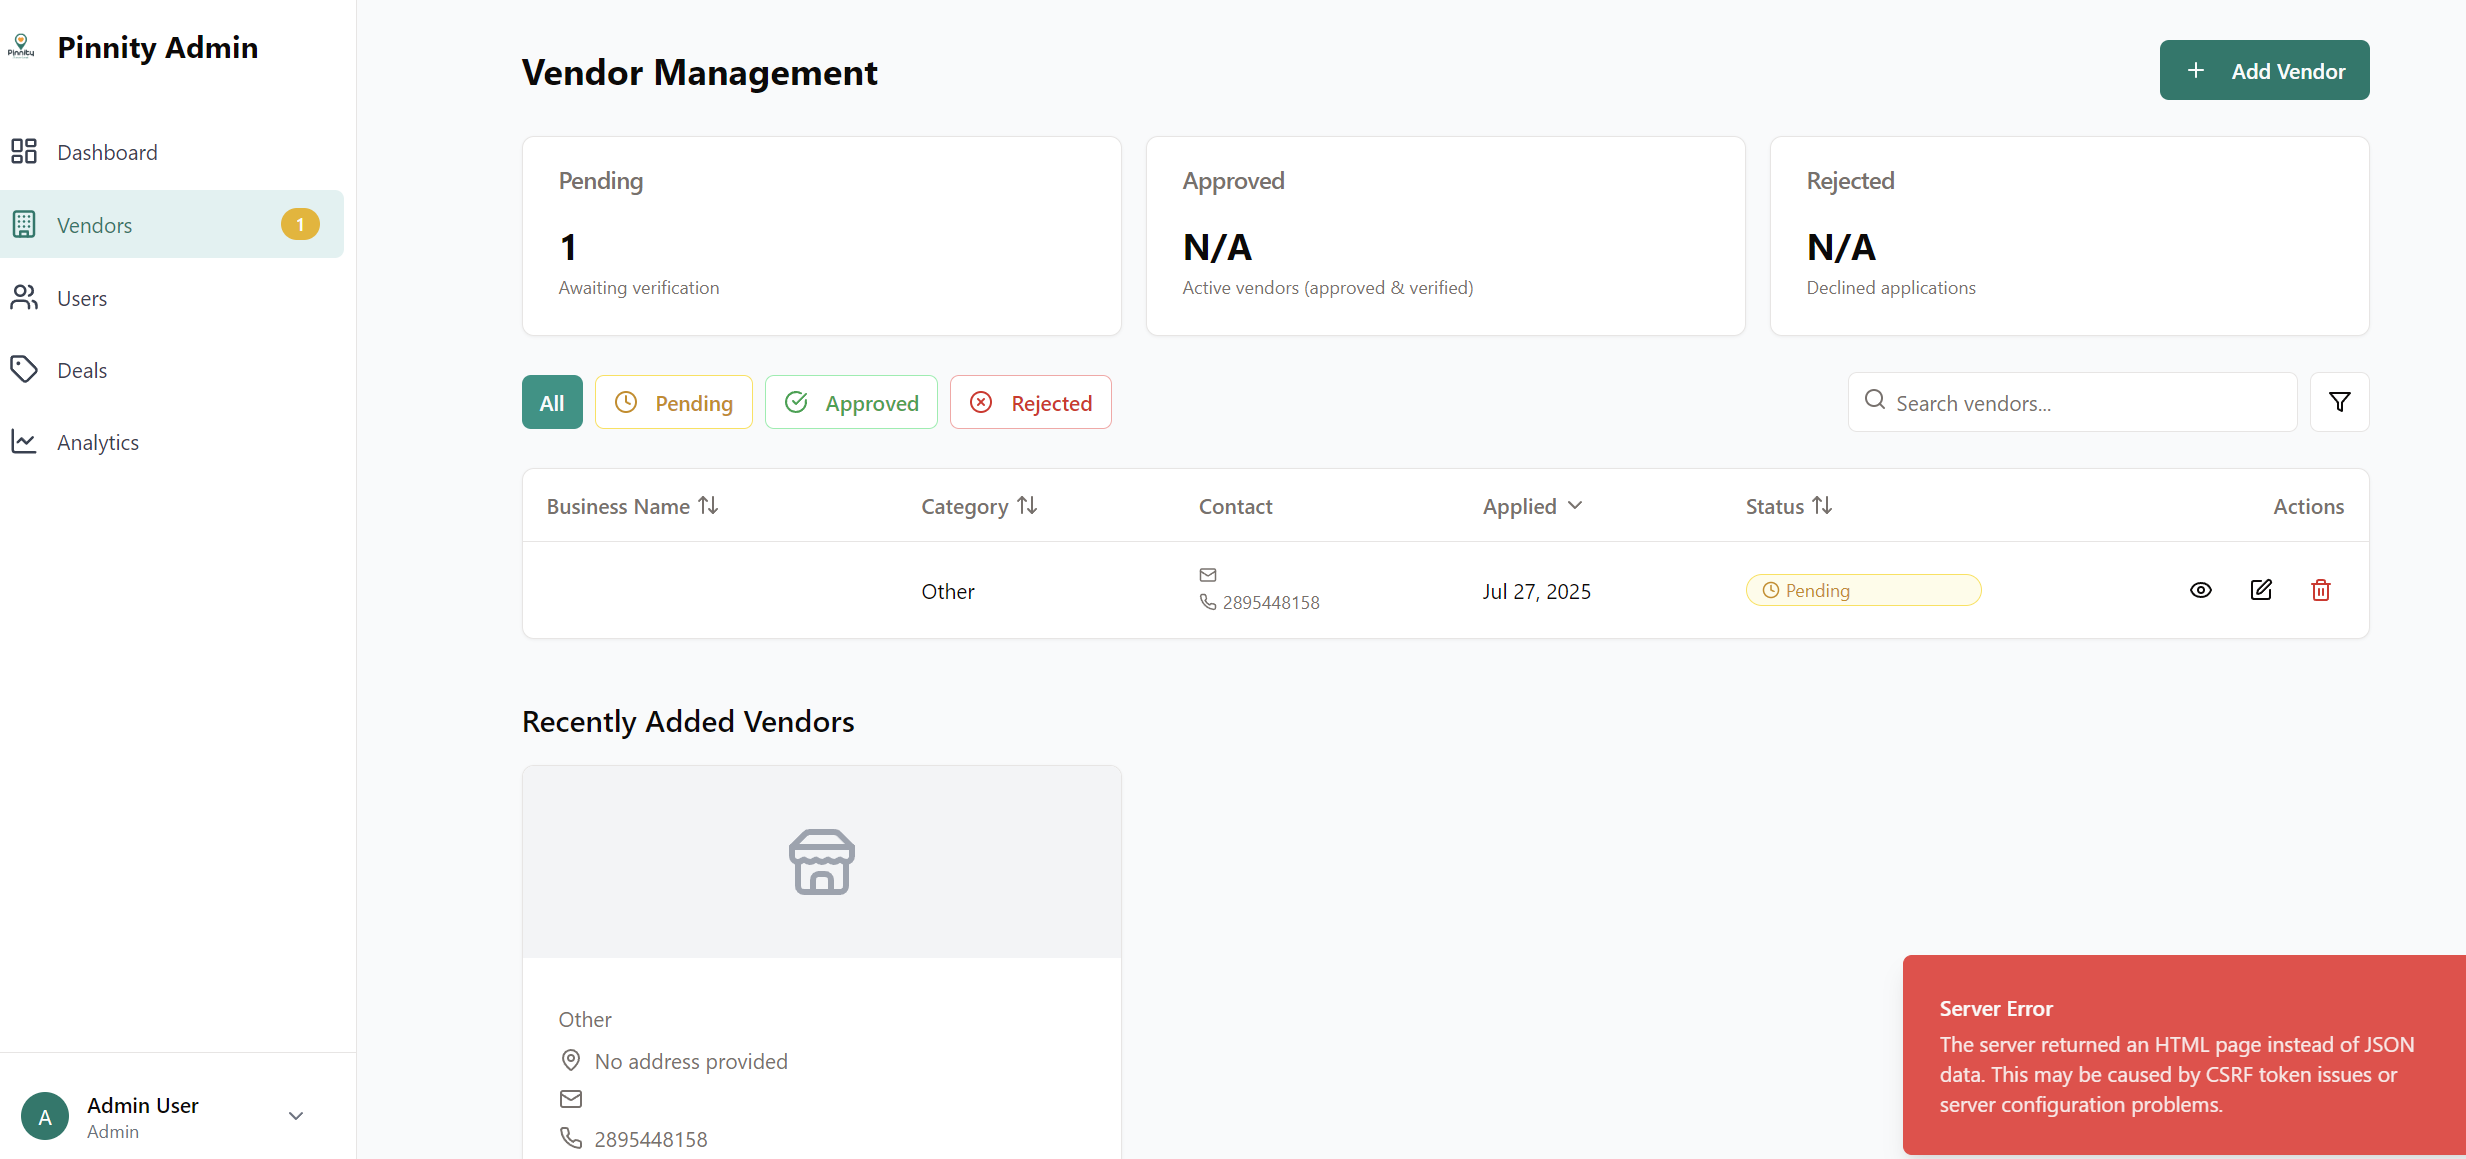 Pinnity
Pinnity Admin
Dashboard
Vendors
1
Users
Deals
Analytics
Admin User
Admin
A
Vendor Management
Add Vendor
Pending
1
Awaiting verification
Approved
N/A
Active vendors (approved & verified)
Rejected
N/A
Declined applications
All
Pending
Approved
Rejected
Search vendors...
Business Name
Category
Contact
Applied
Status
Actions
Other
2895448158
Jul 27, 2025
Pending
Recently Added Vendors
Other
No address provided
2895448158
Server Error
The server returned an HTML page instead of JSON
data. This may be caused by CSRF token issues or
server configuration problems.